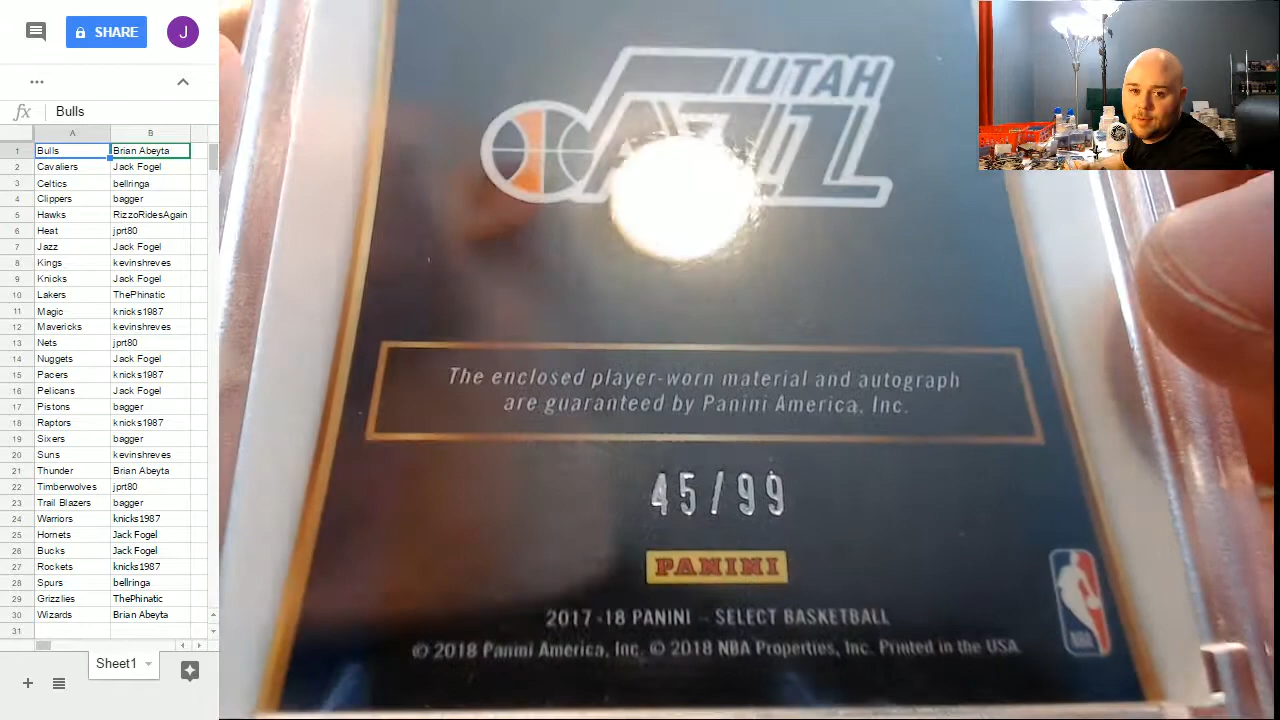 SHARE
J
...
fx Bulls
A B
1 Bulls Brian Abeyta
2 Cavaliers Jack Fogel
3 Celtics bellringa
4 Clippers bagger
5 Hawks RizzoRidesAgain
6 Heat jprt80
7 Jazz Jack Fogel
8 Kings kevinshreves
9 Knicks Jack Fogel
10 Lakers ThePhinatic
11 Magic knicks1987
12 Mavericks kevinshreves
13 Nets jprt80
14 Nuggets Jack Fogel
15 Pacers knicks1987
16 Pelicans Jack Fogel
17 Pistons bagger
18 Raptors knicks1987
19 Sixers bagger
20 Suns kevinshreves
21 Thunder Brian Abeyta
22 Timberwolves jprt80
23 Trail Blazers bagger
24 Warriors knicks1987
25 Hornets Jack Fogel
26 Bucks Jack Fogel
27 Rockets knicks1987
28 Spurs bellringa
29 Grizzlies ThePhinatic
30 Wizards Brian Abeyta
31
Sheet1
UTAH
JAZZ
The enclosed player-worn material and autograph
are guaranteed by Panini America, Inc.
45/99
PANINI
2017-18 PANINI - SELECT BASKETBALL
© 2018 Panini America, Inc. © 2018 NBA Properties, Inc. Printed in the USA
NBA